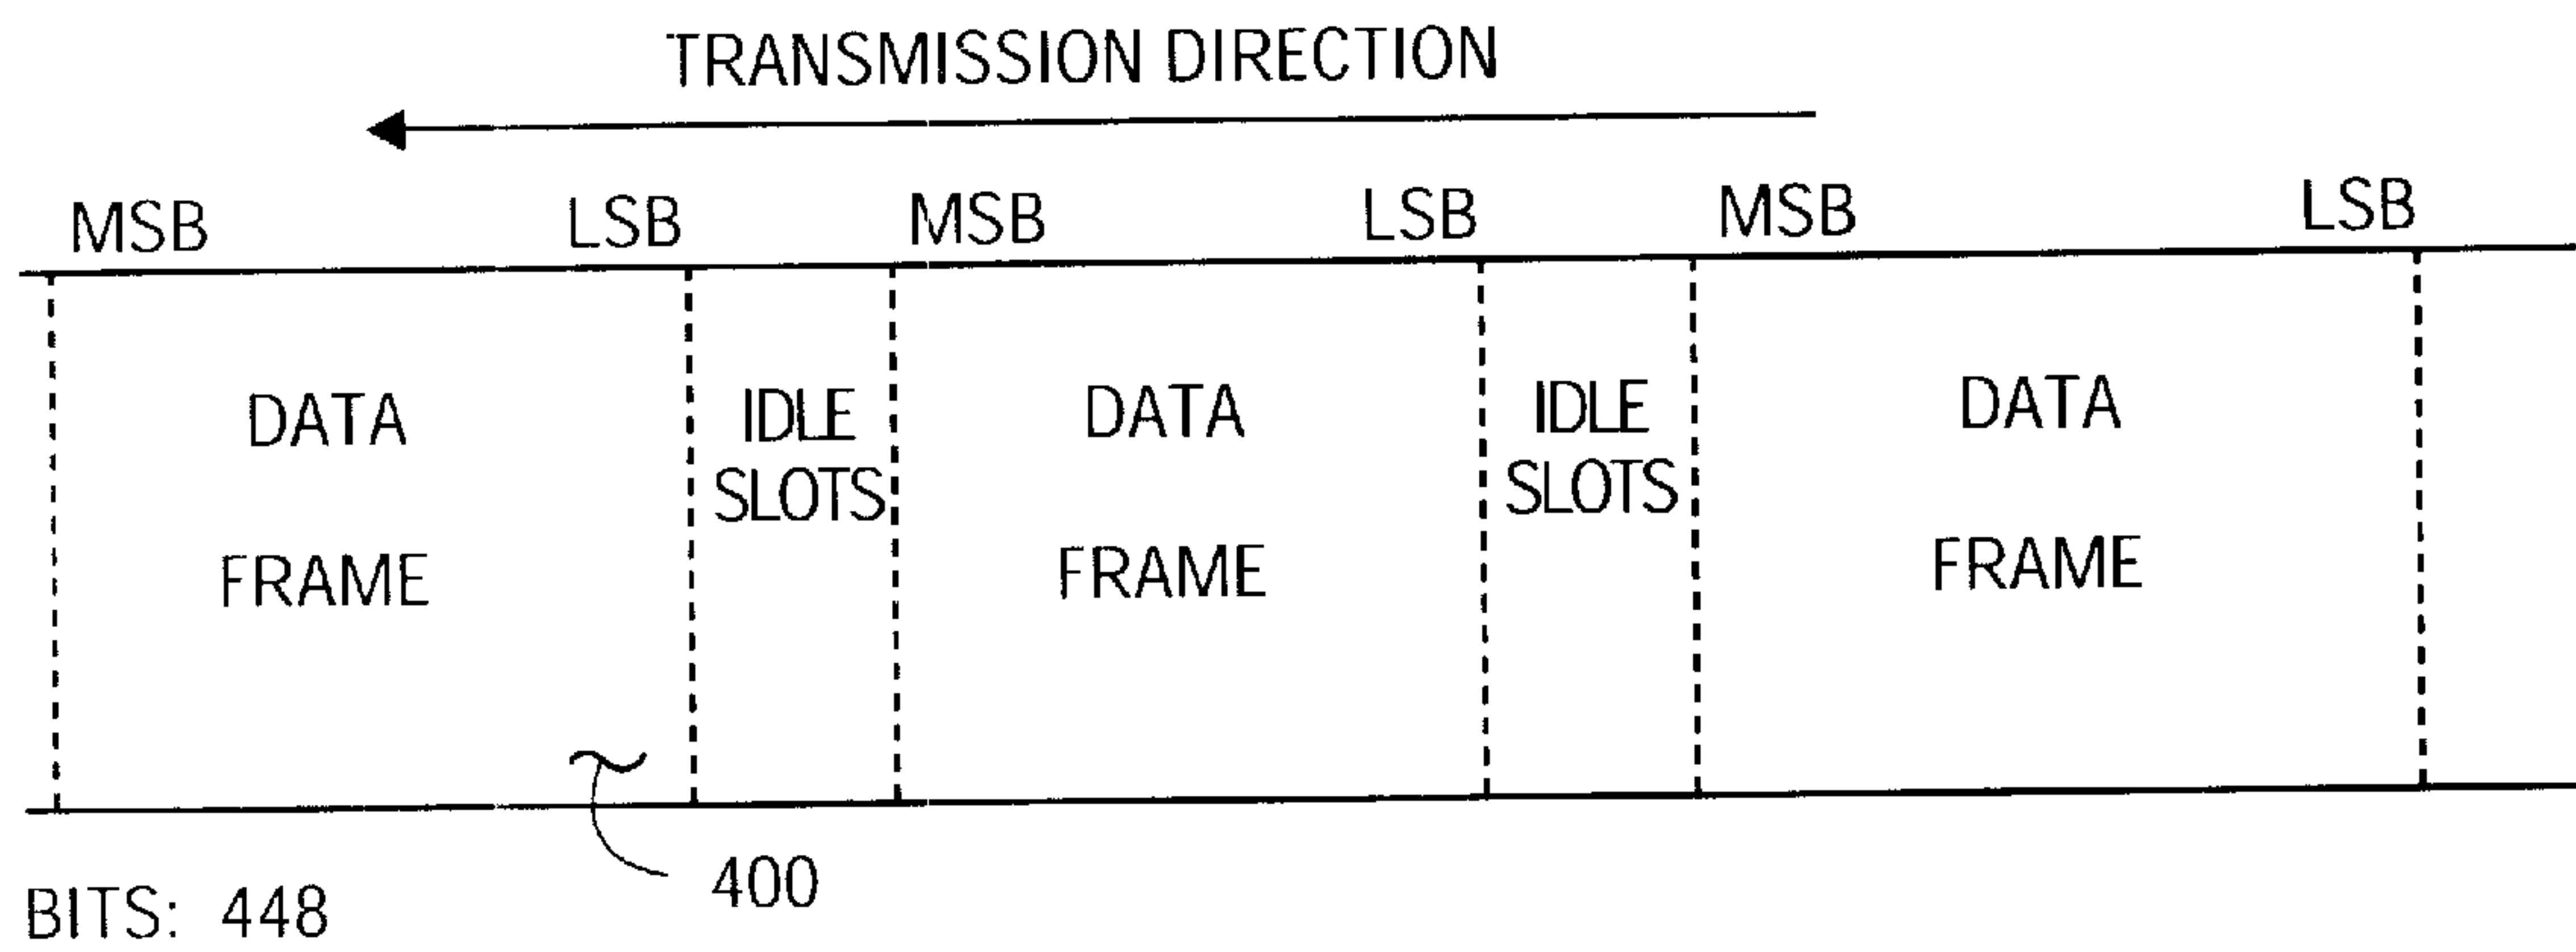 TRANSMISSION DIRECTION
MSB LSB MSB LSB MSB LSB
DATA FRAME
IDLE SLOTS
DATA FRAME
IDLE SLOTS
DATA FRAME
400
BITS: 448